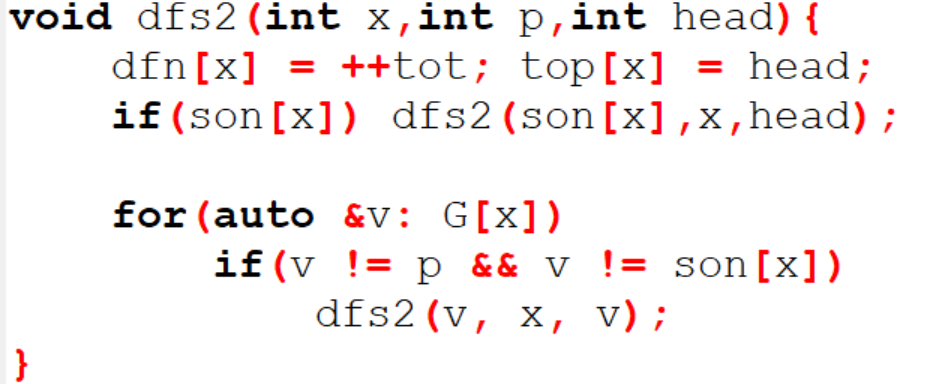 void dfs2(int x,int p,int head){
    dfn[x] = ++tot; top[x] = head;
    if(son[x]) dfs2(son[x],x,head);

    for(auto &v: G[x])
        if(v != p && v != son[x])
            dfs2(v, x, v);
}